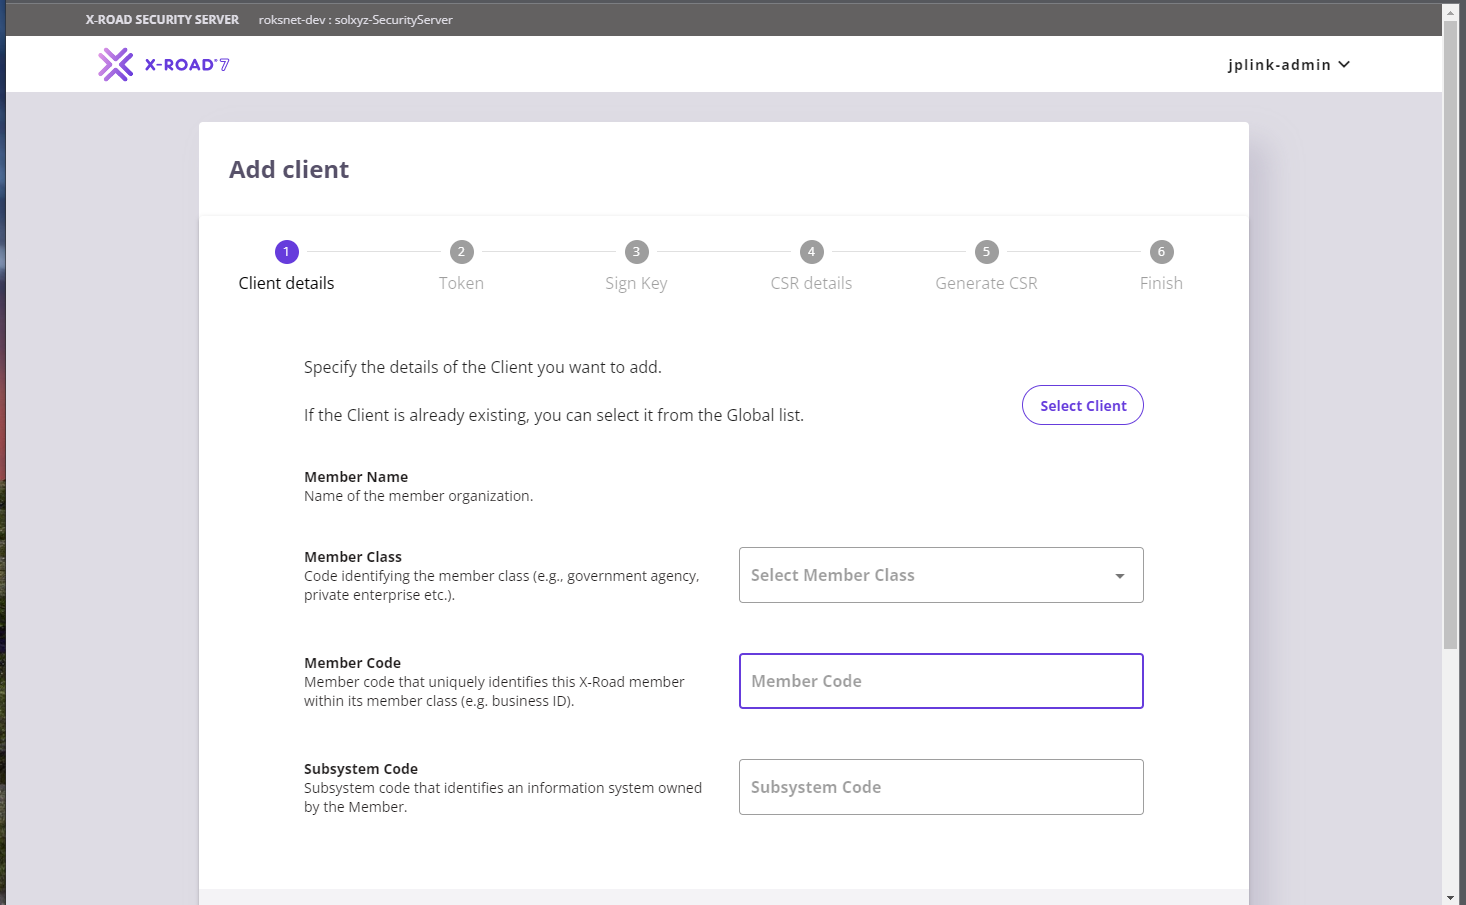 X-ROAD SECURITY SERVER roksnet-dev : solxyz-SecurityServer
X-ROAD® 7
jplink-admin
Add client
1 2 3 4 5 6
Client details Token Sign Key CSR details Generate CSR Finish
Specify the details of the Client you want to add.
If the Client is already existing, you can select it from the Global list.
Select Client
Member Name
Name of the member organization.
Member Class
Code identifying the member class (e.g., government agency,
private enterprise etc.).
Select Member Class
Member Code
Member code that uniquely identifies this X-Road member
within its member class (e.g. business ID).
Member Code
Subsystem Code
Subsystem code that identifies an information system owned
by the Member.
Subsystem Code